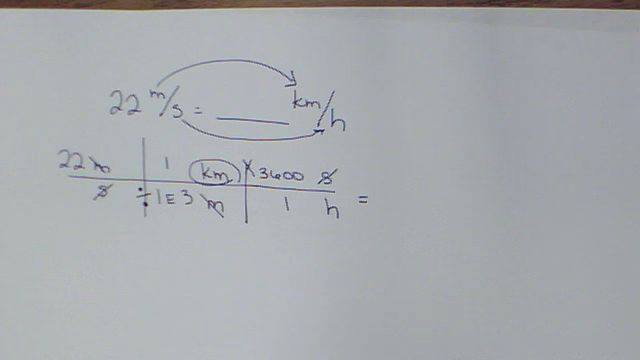 22 m/s = ______ km/h
22 m | 1 km × 3600 s
s ÷ 1E3 m | 1 h =